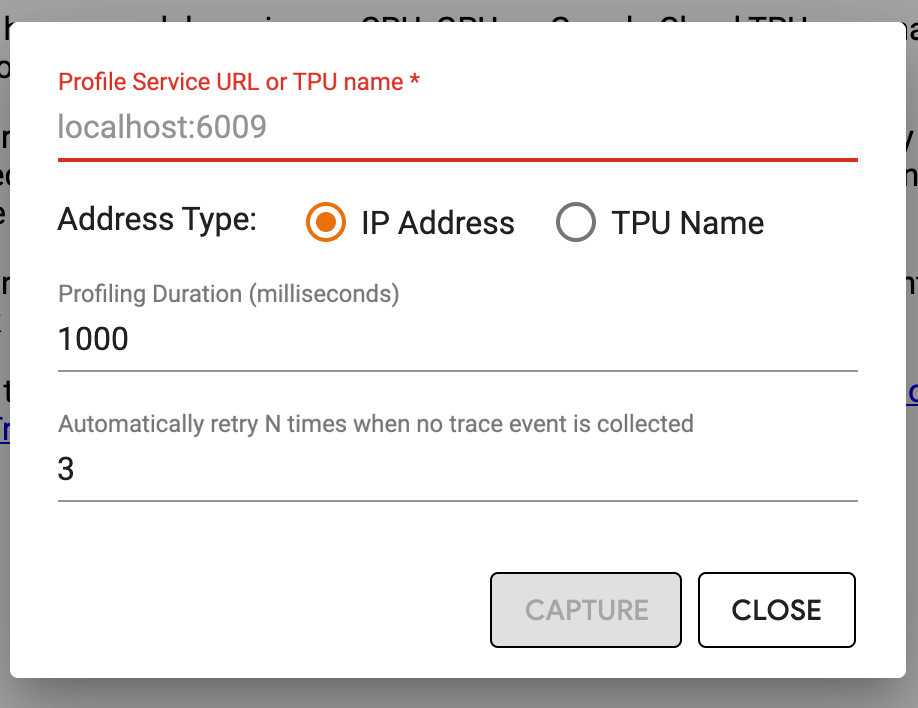 Profile Service URL or TPU name *
localhost:6009
Address Type:
IP Address
TPU Name
Profiling Duration (milliseconds)
1000
Automatically retry N times when no trace event is collected
3
CAPTURE
CLOSE